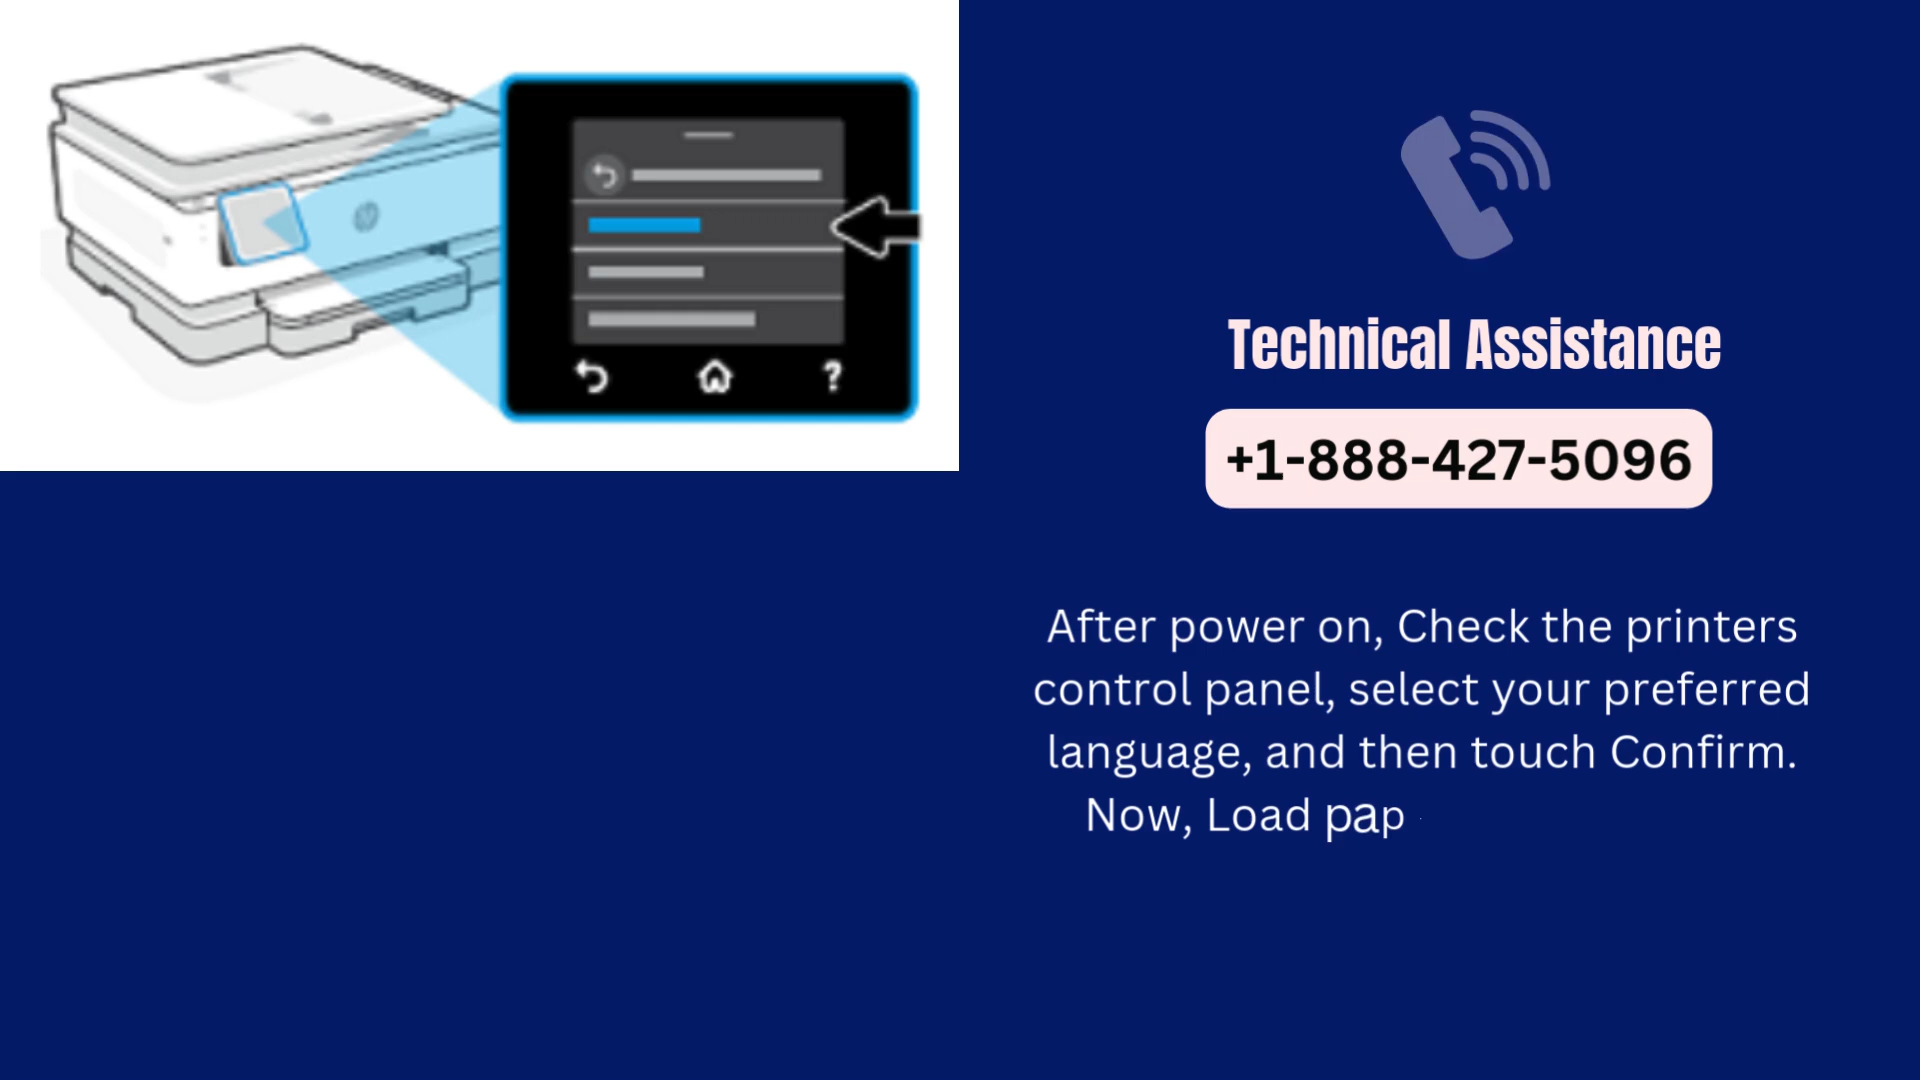 ?
Technical Assistance
+1-888-427-5096
After power on, Check the printers
control panel, select your preferred
language, and then touch Confirm.
Now, Load pap